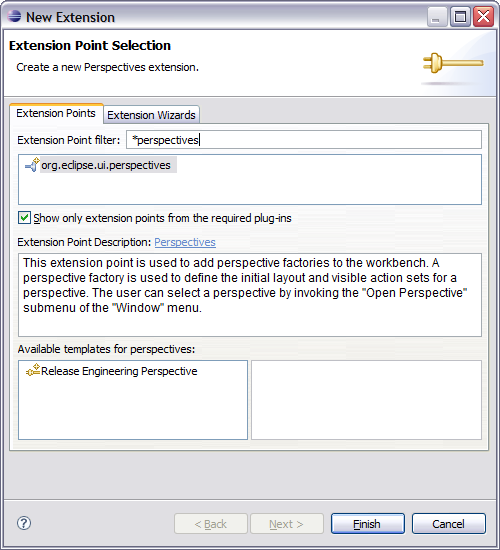 New Extension
Extension Point Selection
Create a new Perspectives extension.
Extension Points
Extension Wizards
Extension Point filter: *perspectives
org.eclipse.ui.perspectives
Show only extension points from the required plug-ins
Extension Point Description: Perspectives
This extension point is used to add perspective factories to the workbench. A
perspective factory is used to define the initial layout and visible action sets for a
perspective. The user can select a perspective by invoking the "Open Perspective"
submenu of the "Window" menu.
Available templates for perspectives:
Release Engineering Perspective
?
< Back
Next >
Finish
Cancel